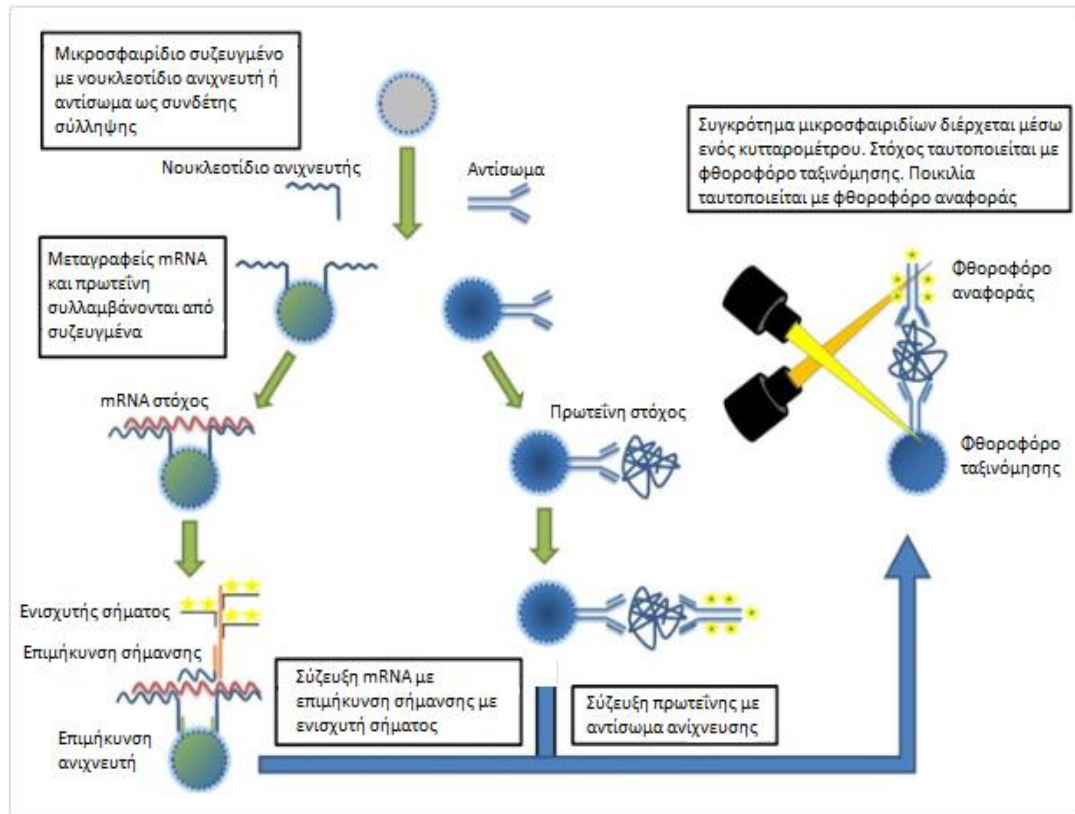 Μικροσφαιρίδιο συζευγμένο
με νουκλεοτίδιο ανιχνευτή ή
αντίσωμα ως συνδέτης
σύλληψης
Νουκλεοτίδιο ανιχνευτής
Αντίσωμα
Συγκρότημα μικροσφαιριδίων διέρχεται μέσω
ενός κυτταρομέτρου. Στόχος ταυτοποιείται με
φθοροφόρο ταξινόμησης. Ποικιλία
ταυτοποιείται με φθοροφόρο αναφοράς
Μεταγραφείς mRNA
και πρωτεΐνη
συλλαμβάνονται από
συζευγμένα
Φθοροφόρο
αναφοράς
mRNA στόχος
Πρωτεΐνη στόχος
Φθοροφόρο
ταξινόμησης
Ενισχυτής σήματος
Επιμήκυνση σήμανσης
Σύζευξη mRNA με
επιμήκυνση σήμανσης με
ενισχυτή σήματος
Σύζευξη πρωτεΐνης με
αντίσωμα ανίχνευσης
Επιμήκυνση
ανιχνευτή